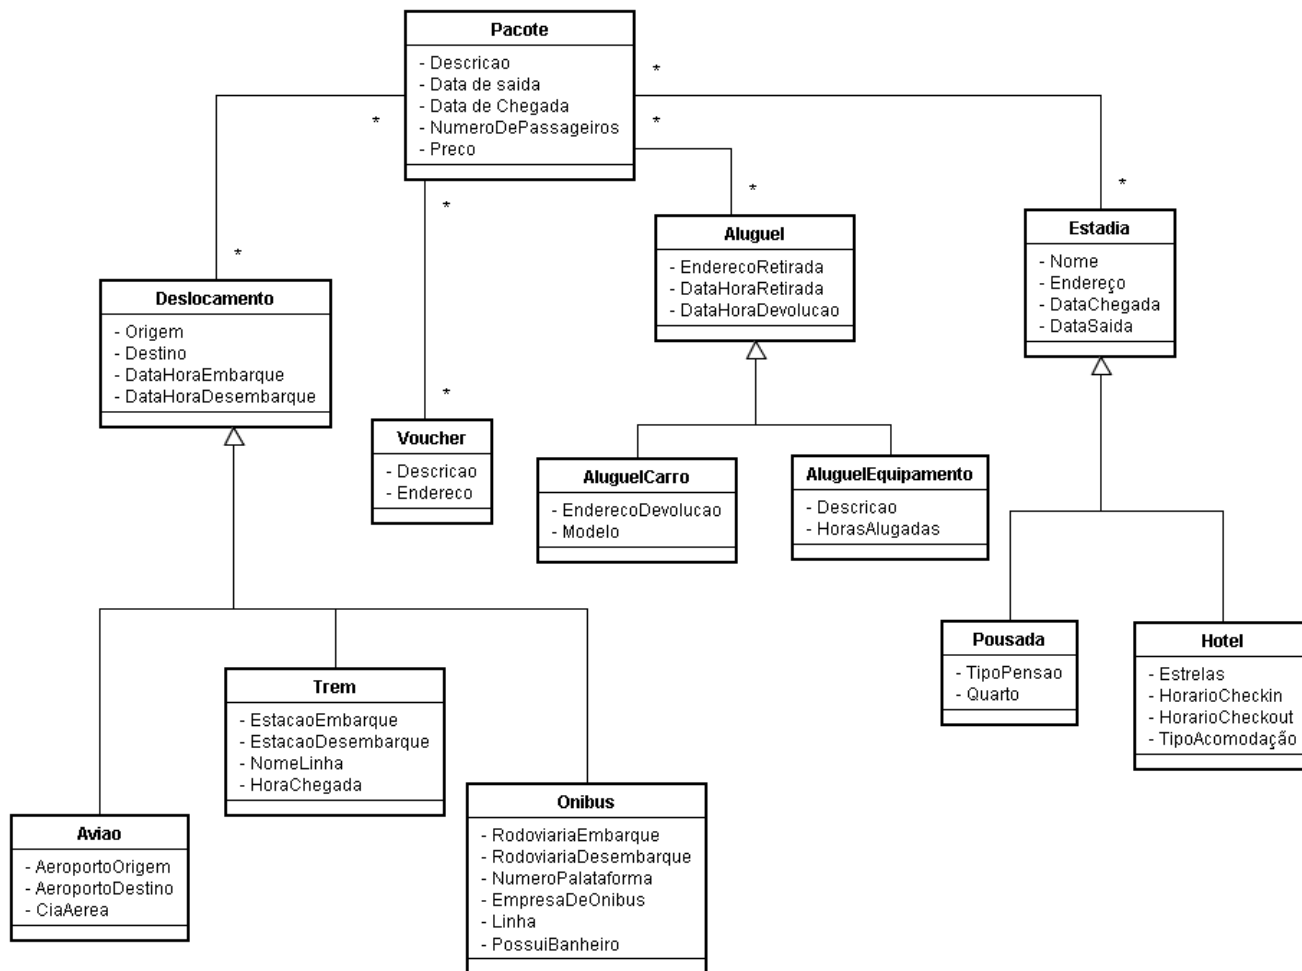 Pacote
- Descricao
- Data de saida
- Data de Chegada
- NumeroDePassageiros
- Preco
*
*
*
*
*
*
*
*
Deslocamento
- Origem
- Destino
- DataHoraEmbarque
- DataHoraDesembarque
Voucher
- Descricao
- Endereco
Aluguel
- EnderecoRetirada
- DataHoraRetirada
- DataHoraDevolucao
Estadia
- Nome
- Endereço
- DataChegada
- DataSaida
AluguelCarro
- EnderecoDevolucao
- Modelo
AluguelEquipamento
- Descricao
- HorasAlugadas
Pousada
- TipoPensao
- Quarto
Hotel
- Estrelas
- HorarioCheckin
- HorarioCheckout
- TipoAcomodação
Aviao
- AeroportoOrigem
- AeroportoDestino
- CiaAerea
Trem
- EstacaoEmbarque
- EstacaoDesembarque
- NomeLinha
- HoraChegada
Onibus
- RodoviariaEmbarque
- RodoviariaDesembarque
- NumeroPalataforma
- EmpresaDeOnibus
- Linha
- PossuiBanheiro